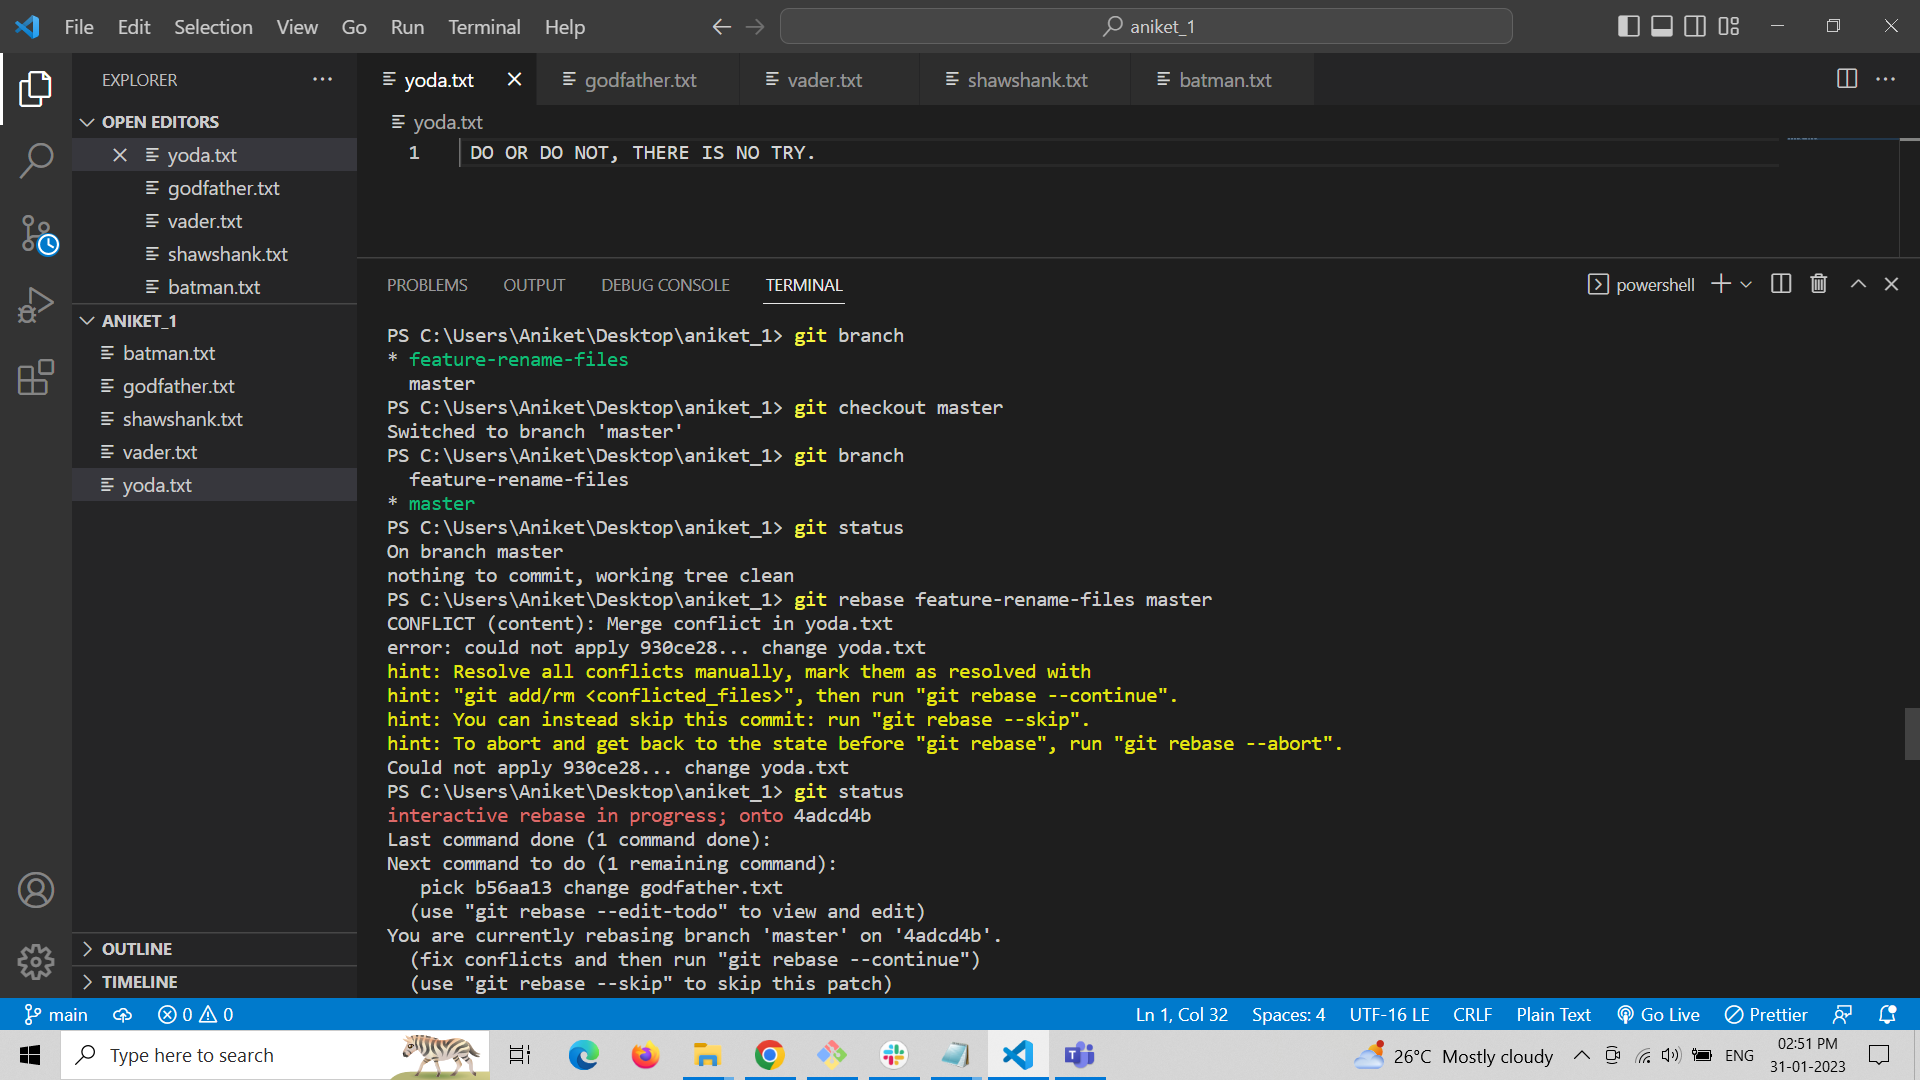 File Edit Selection View Go Run Terminal Help
aniket_1
EXPLORER
OPEN EDITORS
yoda.txt
godfather.txt
vader.txt
shawshank.txt
batman.txt
ANIKET_1
batman.txt
godfather.txt
shawshank.txt
vader.txt
yoda.txt
OUTLINE
TIMELINE
yoda.txt godfather.txt vader.txt shawshank.txt batman.txt
yoda.txt
1 DO OR DO NOT, THERE IS NO TRY.
PROBLEMS OUTPUT DEBUG CONSOLE TERMINAL powershell
PS C:\Users\Aniket\Desktop\aniket_1> git branch
* feature-rename-files
master
PS C:\Users\Aniket\Desktop\aniket_1> git checkout master
Switched to branch 'master'
PS C:\Users\Aniket\Desktop\aniket_1> git branch
feature-rename-files
* master
PS C:\Users\Aniket\Desktop\aniket_1> git status
On branch master
nothing to commit, working tree clean
PS C:\Users\Aniket\Desktop\aniket_1> git rebase feature-rename-files master
CONFLICT (content): Merge conflict in yoda.txt
error: could not apply 930ce28... change yoda.txt
hint: Resolve all conflicts manually, mark them as resolved with
hint: "git add/rm <conflicted_files>", then run "git rebase --continue".
hint: You can instead skip this commit: run "git rebase --skip".
hint: To abort and get back to the state before "git rebase", run "git rebase --abort".
Could not apply 930ce28... change yoda.txt
PS C:\Users\Aniket\Desktop\aniket_1> git status
interactive rebase in progress; onto 4adcd4b
Last command done (1 command done):
Next command to do (1 remaining command):
pick b56aa13 change godfather.txt
(use "git rebase --edit-todo" to view and edit)
You are currently rebasing branch 'master' on '4adcd4b'.
(fix conflicts and then run "git rebase --continue")
(use "git rebase --skip" to skip this patch)
main 0 0 Ln 1, Col 32 Spaces: 4 UTF-16 LE CRLF Plain Text Go Live Prettier
Type here to search 26°C Mostly cloudy ENG 02:51 PM
31-01-2023